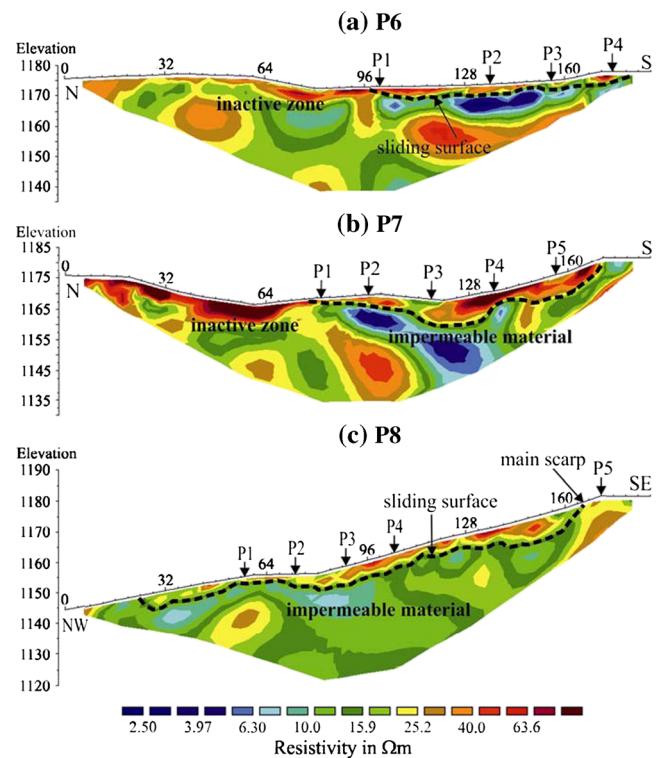 (a) P6
Elevation
1180
1170
1160
1150
1140
0 32 64 96 128 160
P1 P2 P3 P4
N S
inactive zone
sliding surface
(b) P7
Elevation
1185
1175
1165
1155
1145
1135
0 32 64 128 160
P1 P2 P3 P4 P5
N S
inactive zone
impermeable material
(c) P8
Elevation
1190
1180
1170
1160
1150
1140
1130
1120
0 32 64 96 128 160
P1 P2 P3 P4 P5
main scarp
SE
sliding surface
NW
impermeable material
2.50 3.97 6.30 10.0 15.9 25.2 40.0 63.6
Resistivity in Ωm